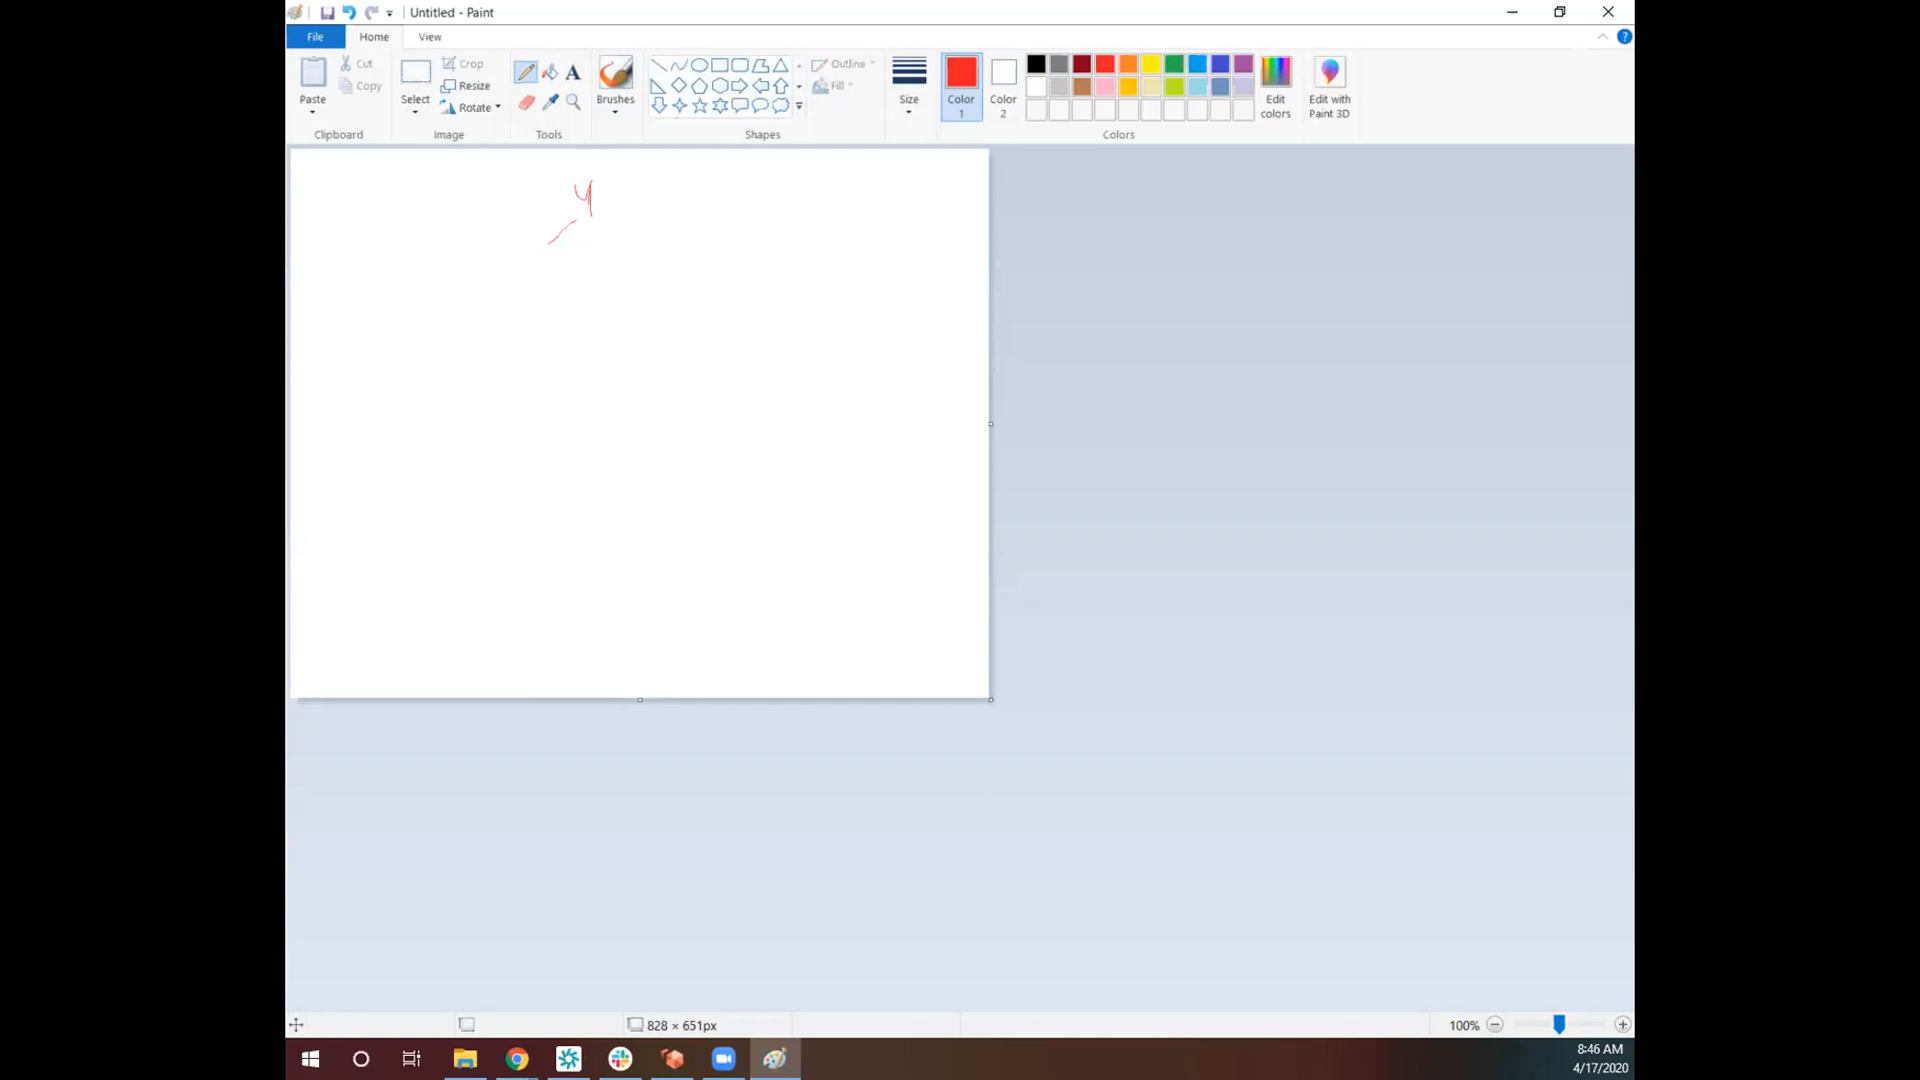 Untitled - Paint
File Home View
Paste
Cut
Copy
Clipboard
Select
Crop
Resize
Rotate
Image
Tools
Brushes
Shapes
Outline
Fill
Size
Color 1
Color 2
Edit colors
Edit with Paint 3D
Colors
4
828 × 651px
100%
8:46 AM
4/17/2020